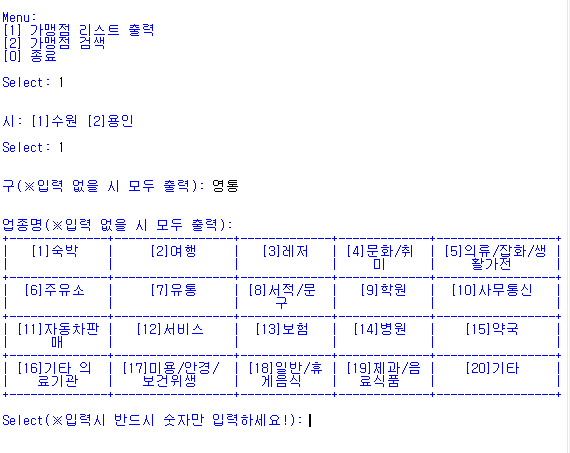 Menu:
[1] 가맹점 리스트 출력
[2] 가맹점 검색
[0] 종료
Select: 1
시: [1]수원 [2]용인
Select: 1
구(※입력 없을 시 모두 출력): 영통
업종명(※입력 없을 시 모두 출력):
[1]숙박 [2]여행 [3]레저 [4]문화/취미 [5]의류/잡화/생활가전
[6]주유소 [7]유통 [8]서적/문구 [9]학원 [10]사무통신
[11]자동차판매 [12]서비스 [13]보험 [14]병원 [15]약국
[16]기타 의료기관 [17]미용/안경/보건위생 [18]일반/휴게음식 [19]제과/음료식품 [20]기타
Select(※입력시 반드시 숫자만 입력하세요!):